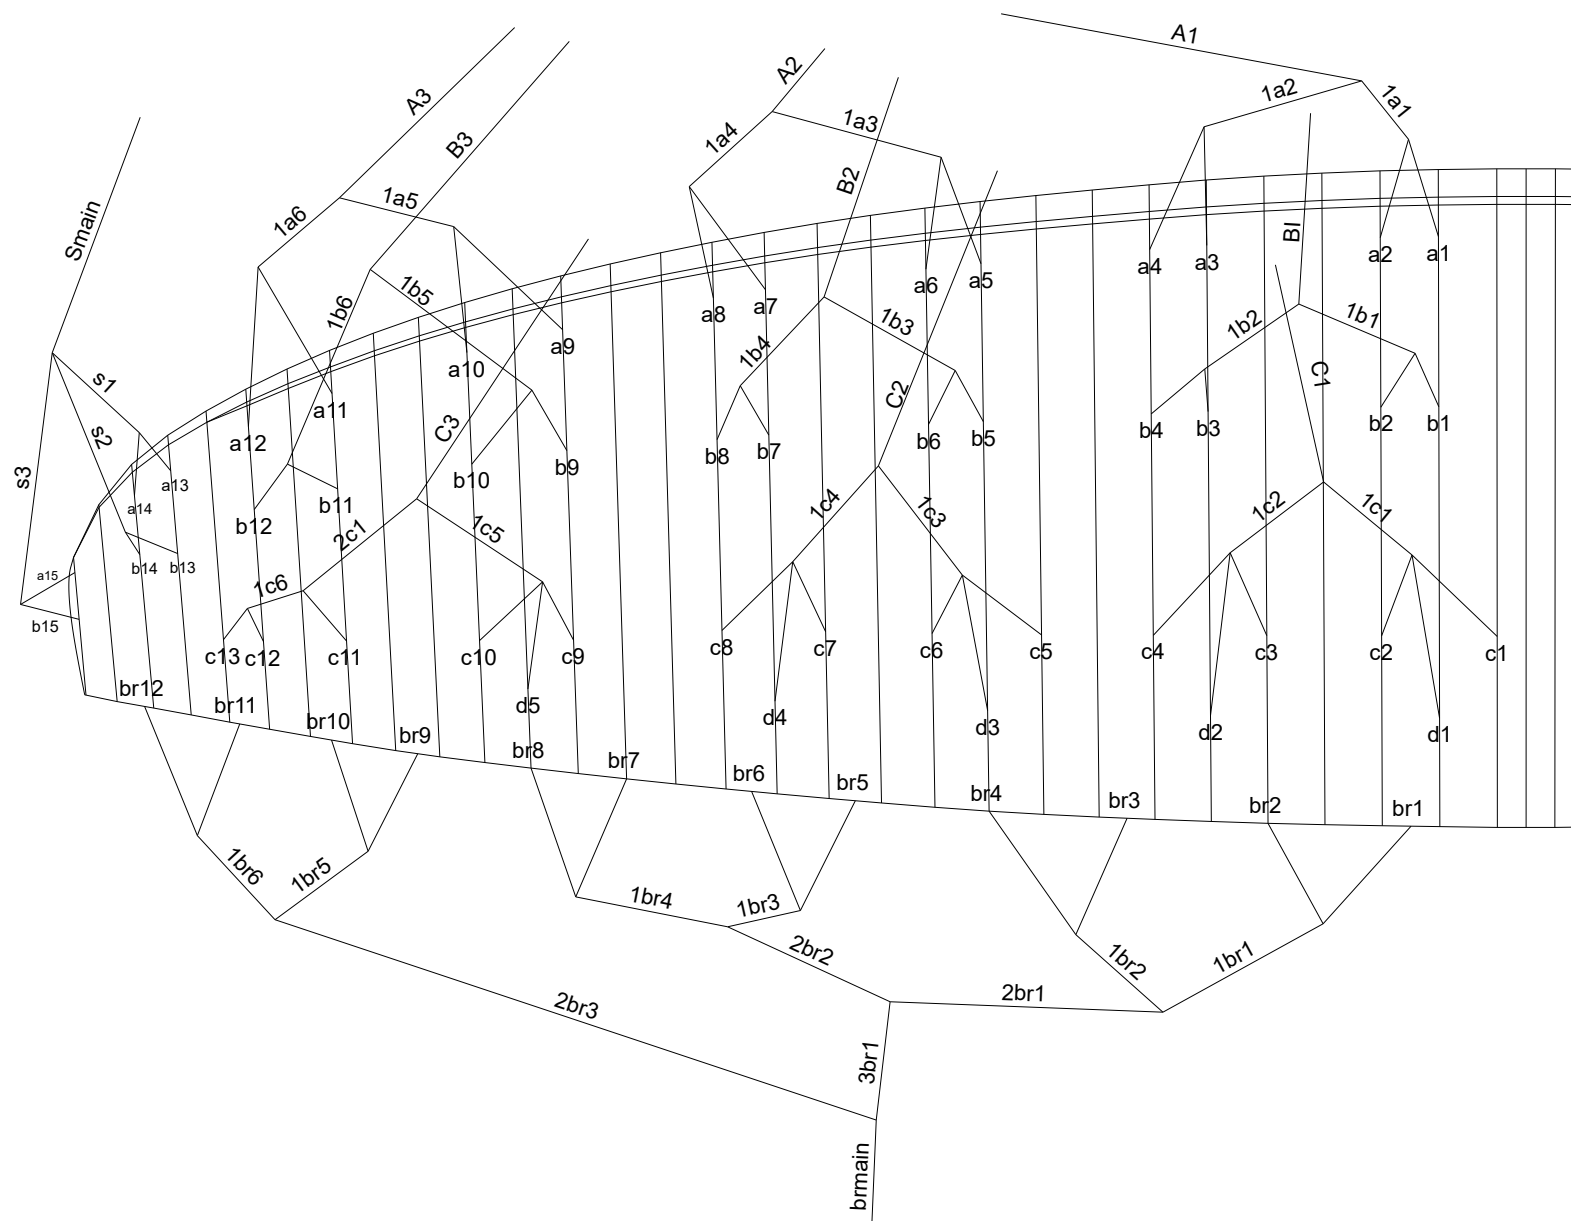 A1
A2
1a2
A3
1a1
1a3
1a4
B3
B2
1a5
1a6
Smain
BI
a2
a1
a3
a4
a5
a6
1b5
a7
1b6
a8
1b3
1b1
1b2
a9
1b4
a10
C1
s1
C2
a11
b2
b1
b3
b4
C3
s2
b5
b6
a12
b7
b8
b9
s3
b10
a13
b11
1c4
1c3
1c2
1c1
a14
b12
1c5
2c1
b14
b13
a15
1c6
b15
c8
c7
c6
c5
c4
c3
c2
c1
c13
c12
c11
c10
c9
br12
br11
d5
d4
br10
d3
d2
d1
br9
br8
br7
br6
br5
br4
br3
br2
br1
1br6
1br5
1br4
1br3
2br2
1br2
1br1
2br1
2br3
3br1
brmain